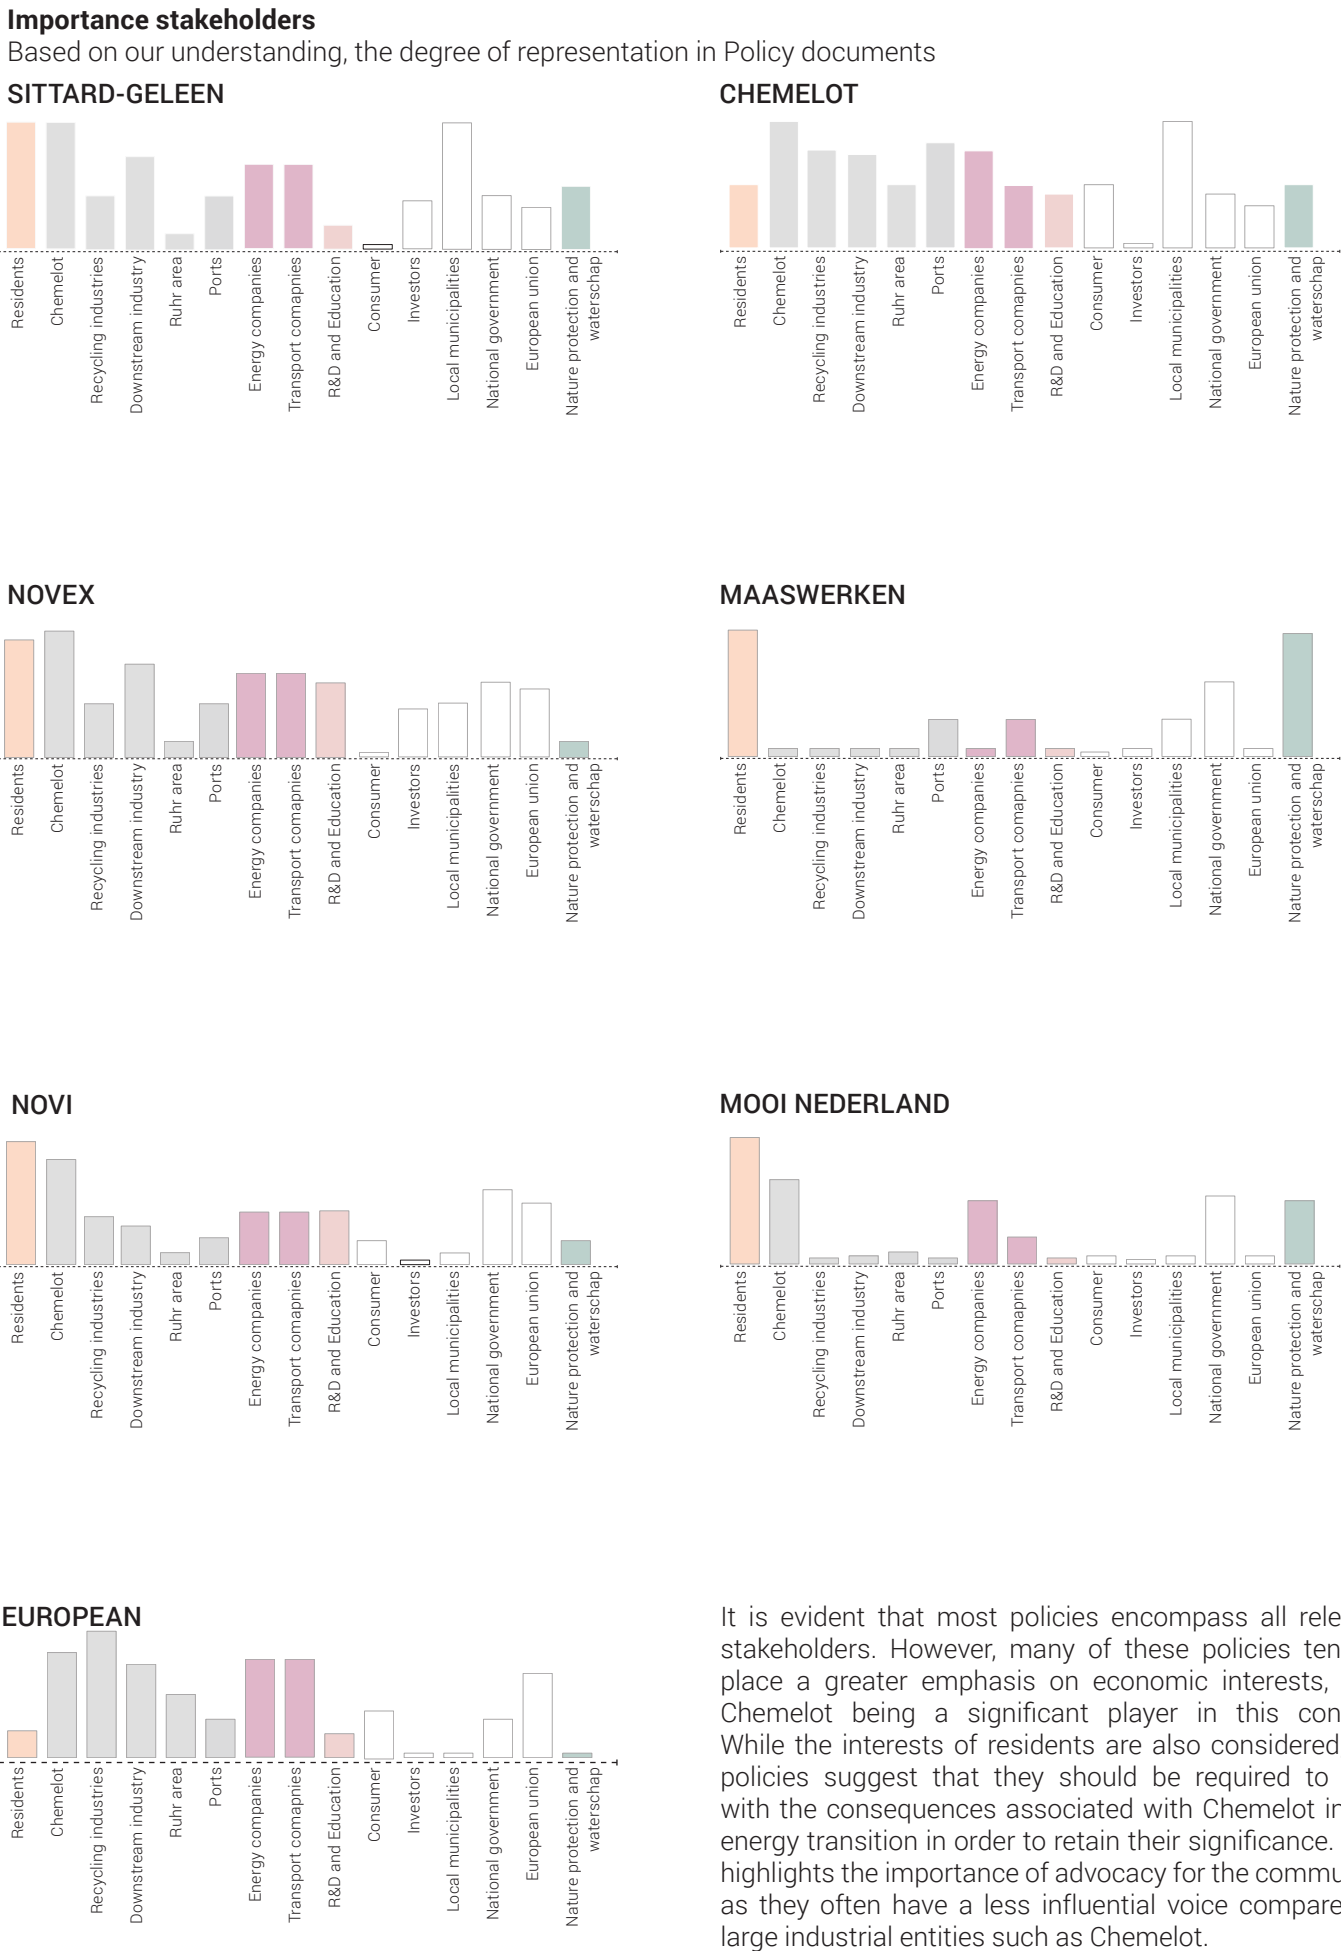 Importance stakeholders
Based on our understanding, the degree of representation in Policy documents
SITTARD-GELEEN
Residents
Chemelot
Recycling industries
Downstream industry
Ruhr area
Ports
Energy companies
Transport comapnies
R&D and Education
Consumer
Investors
Local municipalities
National government
European union
Nature protection and
waterschap
CHEMELOT
Residents
Chemelot
Recycling industries
Downstream industry
Ruhr area
Ports
Energy companies
Transport comapnies
R&D and Education
Consumer
Investors
Local municipalities
National government
European union
Nature protection and
waterschap
NOVEX
Residents
Chemelot
Recycling industries
Downstream industry
Ruhr area
Ports
Energy companies
Transport comapnies
R&D and Education
Consumer
Investors
Local municipalities
National government
European union
Nature protection and
waterschap
MAASWERKEN
Residents
Chemelot
Recycling industries
Downstream industry
Ruhr area
Ports
Energy companies
Transport comapnies
R&D and Education
Consumer
Investors
Local municipalities
National government
European union
Nature protection and
waterschap
NOVI
Residents
Chemelot
Recycling industries
Downstream industry
Ruhr area
Ports
Energy companies
Transport comapnies
R&D and Education
Consumer
Investors
Local municipalities
National government
European union
Nature protection and
waterschap
MOOI NEDERLAND
Residents
Chemelot
Recycling industries
Downstream industry
Ruhr area
Ports
Energy companies
Transport comapnies
R&D and Education
Consumer
Investors
Local municipalities
National government
European union
Nature protection and
waterschap
EUROPEAN
Residents
Chemelot
Recycling industries
Downstream industry
Ruhr area
Ports
Energy companies
Transport comapnies
R&D and Education
Consumer
Investors
Local municipalities
National government
European union
Nature protection and
waterschap
It is evident that most policies encompass all rele
stakeholders. However, many of these policies ten
place a greater emphasis on economic interests,
Chemelot being a significant player in this con
While the interests of residents are also considered
policies suggest that they should be required to
with the consequences associated with Chemelot in
energy transition in order to retain their significance.
highlights the importance of advocacy for the commu
as they often have a less influential voice compare
large industrial entities such as Chemelot.